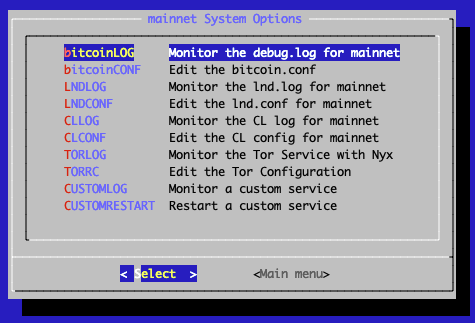 mainnet System Options
bitcoinLOG Monitor the debug.log for mainnet
bitcoinCONF Edit the bitcoin.conf
LNDLOG Monitor the lnd.log for mainnet
LNDCONF Edit the lnd.conf for mainnet
CLLOG Monitor the CL log for mainnet
CLCONF Edit the CL config for mainnet
TORLOG Monitor the Tor Service with Nyx
TORRC Edit the Tor Configuration
CUSTOMLOG Monitor a custom service
CUSTOMRESTART Restart a custom service
< Select > <Main menu>